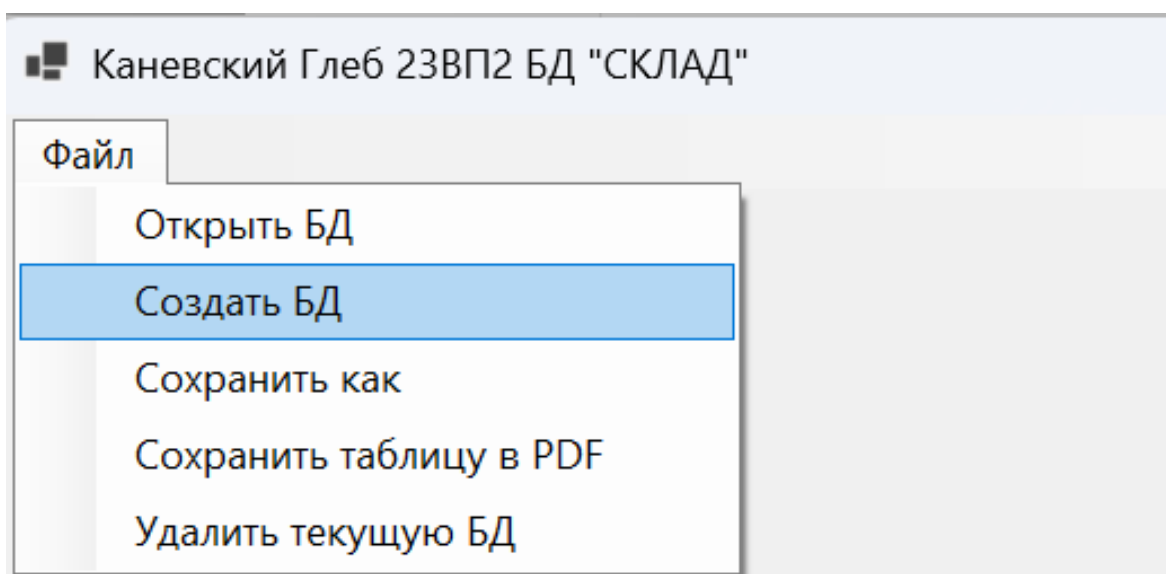 Каневский Глеб 23ВП2 БД "СКЛАД"
Файл
Открыть БД
Создать БД
Сохранить как
Сохранить таблицу в PDF
Удалить текущую БД